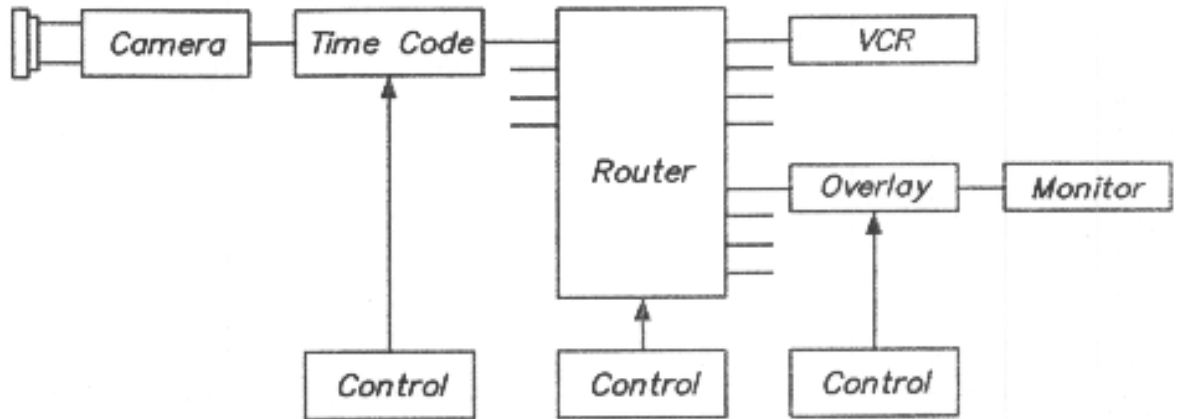 Camera
Time Code
VCR
Router
Overlay
Monitor
Control
Control
Control